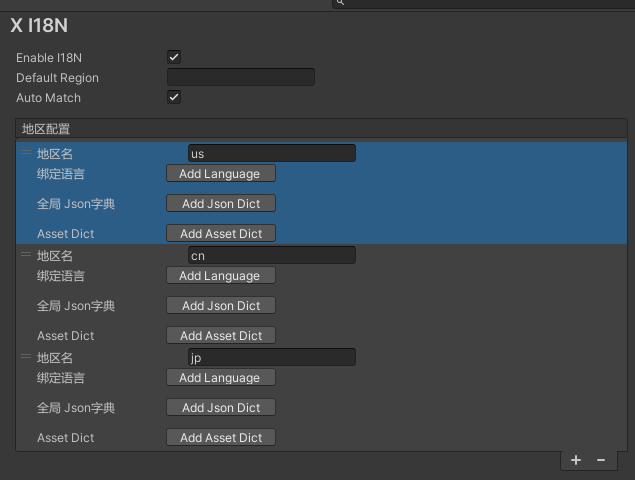 X I18N
Enable I18N
Default Region
Auto Match
地区配置
地区名 us
绑定语言 Add Language
全局 Json字典 Add Json Dict
Asset Dict Add Asset Dict
地区名 cn
绑定语言 Add Language
全局 Json字典 Add Json Dict
Asset Dict Add Asset Dict
地区名 jp
绑定语言 Add Language
全局 Json字典 Add Json Dict
Asset Dict Add Asset Dict
+ −